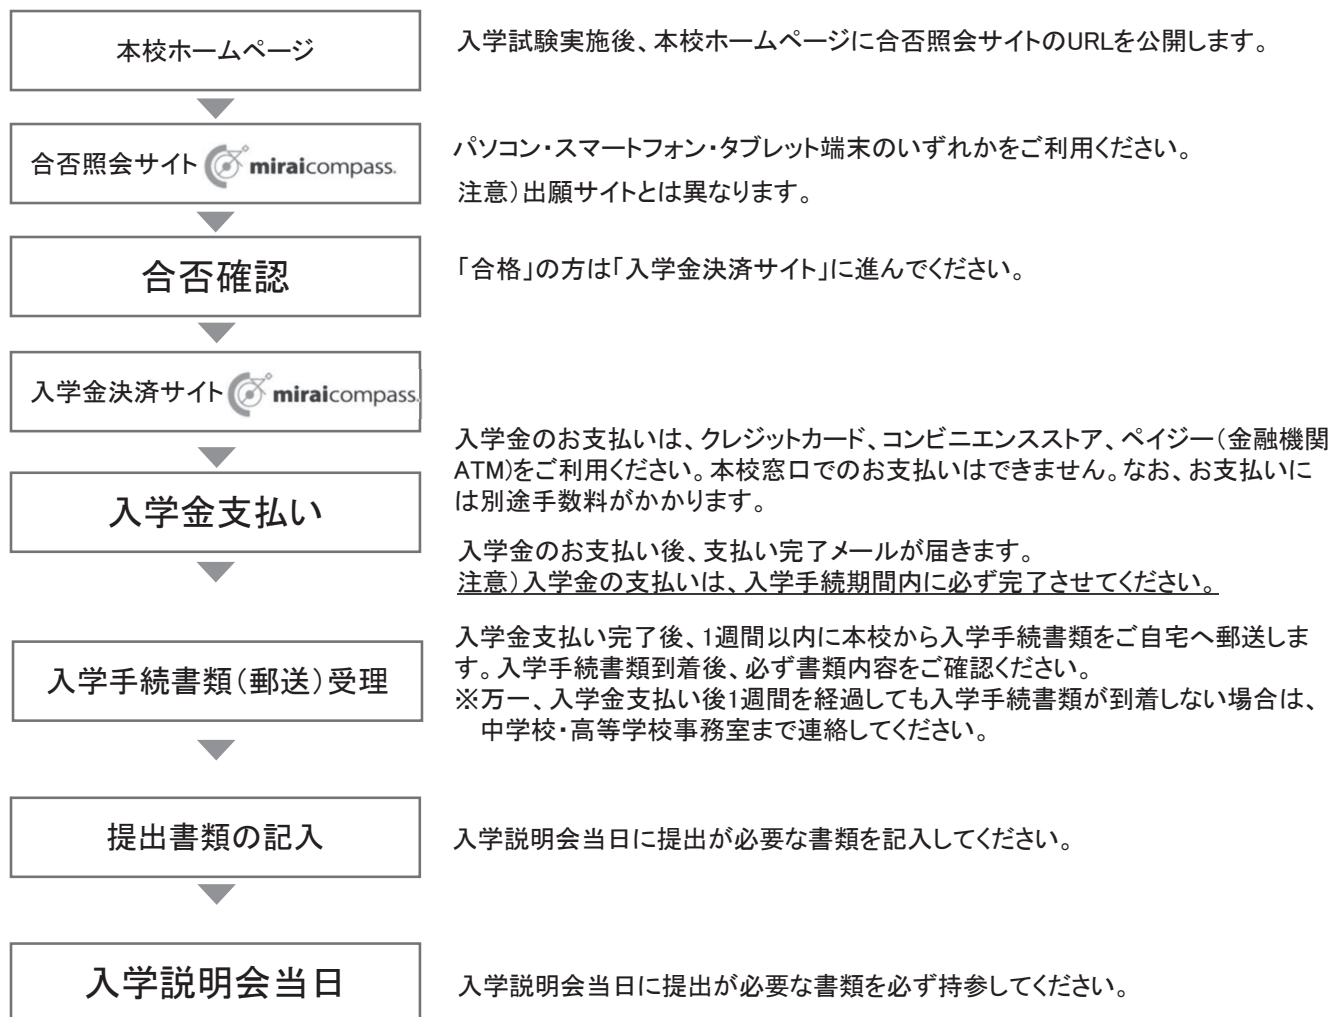 本校ホームページ
入学試験実施後、本校ホームページに合否照会サイトのURLを公開します。
合否照会サイト miraicompass.
パソコン・スマートフォン・タブレット端末のいずれかをご利用ください。
注意)出願サイトとは異なります。
合否確認
「合格」の方は「入学金決済サイト」に進んでください。
入学金決済サイト miraicompass.
入学金支払い
入学金のお支払いは、クレジットカード、コンビニエンスストア、ペイジー(金融機関
ATM)をご利用ください。本校窓口でのお支払いはできません。なお、お支払いに
は別途手数料がかかります。
入学金のお支払い後、支払い完了メールが届きます。
注意)入学金の支払いは、入学手続期間内に必ず完了させてください。
入学手続書類(郵送)受理
入学金支払い完了後、1週間以内に本校から入学手続書類をご自宅へ郵送しま
す。入学手続書類到着後、必ず書類内容をご確認ください。
※万一、入学金支払い後1週間を経過しても入学手続書類が到着しない場合は、
中学校・高等学校事務室まで連絡してください。
提出書類の記入
入学説明会当日に提出が必要な書類を記入してください。
入学説明会当日
入学説明会当日に提出が必要な書類を必ず持参してください。